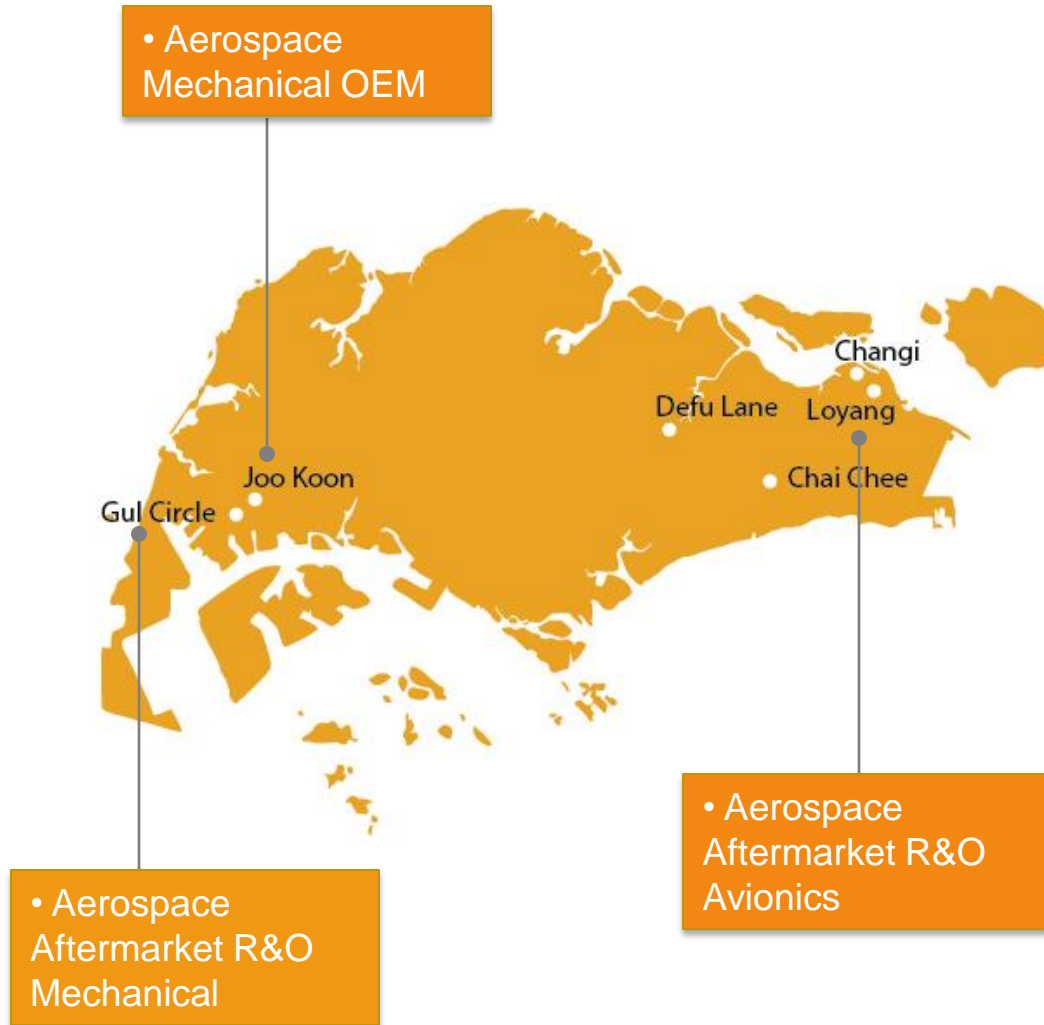 • Aerospace
Mechanical OEM
Changi
Defu Lane
Loyang
Joo Koon
Chai Chee
Gul Circle
• Aerospace
Aftermarket R&O
Avionics
• Aerospace
Aftermarket R&O
Mechanical